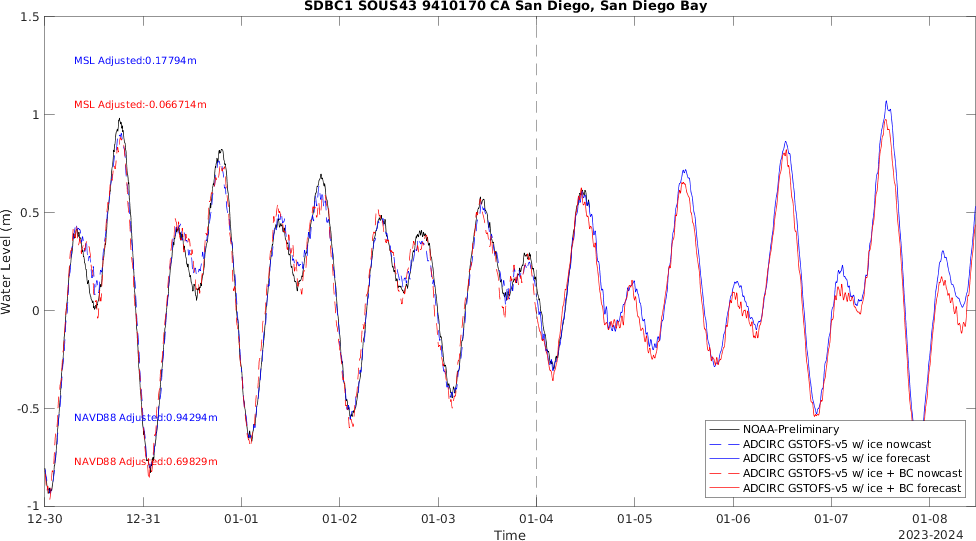 SDBC1 SOUS43 9410170 CA San Diego, San Diego Bay
1.5
1
0.5
0
-0.5
-1
Water Level (m)
MSL Adjusted:0.17794m
MSL Adjusted:-0.066714m
NAVD88 Adjusted:0.94294m
NAVD88 Adjusted:0.69829m
NOAA-Preliminary
ADCIRC GSTOFS-v5 w/ ice nowcast
ADCIRC GSTOFS-v5 w/ ice forecast
ADCIRC GSTOFS-v5 w/ ice + BC nowcast
ADCIRC GSTOFS-v5 w/ ice + BC forecast
12-30 12-31 01-01 01-02 01-03 01-04 01-05 01-06 01-07 01-08
Time
2023-2024